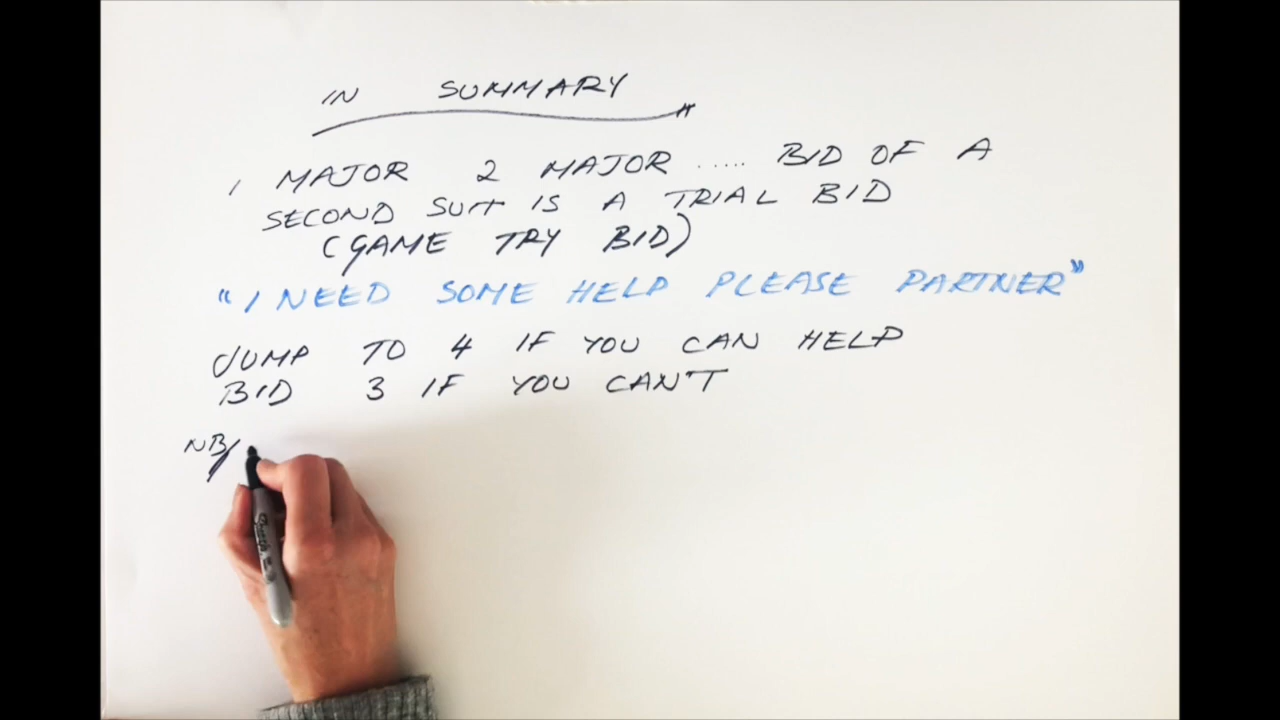 IN SUMMARY
1 MAJOR 2 MAJOR ..... BID OF A
SECOND SUIT IS A TRIAL BID
(GAME TRY BID)
"I NEED SOME HELP PLEASE PARTNER"
JUMP TO 4 IF YOU CAN HELP
BID 3 IF YOU CAN'T
NB/
Sharpie